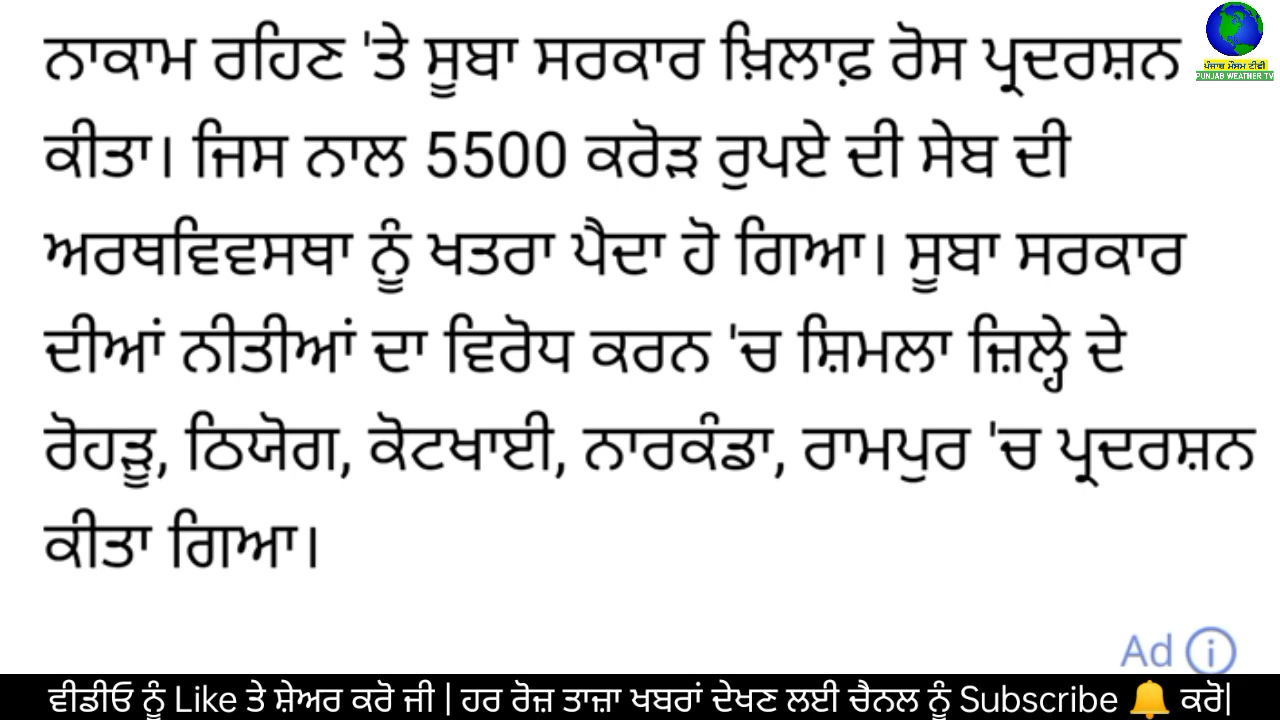 ਨਾਕਾਮ ਰਹਿਣ 'ਤੇ ਸੂਬਾ ਸਰਕਾਰ ਖ਼ਿਲਾਫ਼ ਰੋਸ ਪ੍ਰਦਰਸ਼ਨ
ਕੀਤਾ। ਜਿਸ ਨਾਲ 5500 ਕਰੋੜ ਰੁਪਏ ਦੀ ਸੇਬ ਦੀ
ਅਰਥਵਿਵਸਥਾ ਨੂੰ ਖਤਰਾ ਪੈਦਾ ਹੋ ਗਿਆ। ਸੂਬਾ ਸਰਕਾਰ
ਦੀਆਂ ਨੀਤੀਆਂ ਦਾ ਵਿਰੋਧ ਕਰਨ 'ਚ ਸ਼ਿਮਲਾ ਜ਼ਿਲ੍ਹੇ ਦੇ
ਰੋਹੜੂ, ਠਿਯੋਗ, ਕੋਟਖਾਈ, ਨਾਰਕੰਡਾ, ਰਾਮਪੁਰ 'ਚ ਪ੍ਰਦਰਸ਼ਨ
ਕੀਤਾ ਗਿਆ।
ਪੰਜਾਬ ਮੌਸਮ ਟੀਵੀ
PUNJAB WEATHER TV
Ad
ਵੀਡੀਓ ਨੂੰ Like ਤੇ ਸ਼ੇਅਰ ਕਰੋ ਜੀ | ਹਰ ਰੋਜ਼ ਤਾਜ਼ਾ ਖਬਰਾਂ ਦੇਖਣ ਲਈ ਚੈਨਲ ਨੂੰ Subscribe 🔔 ਕਰੋ|